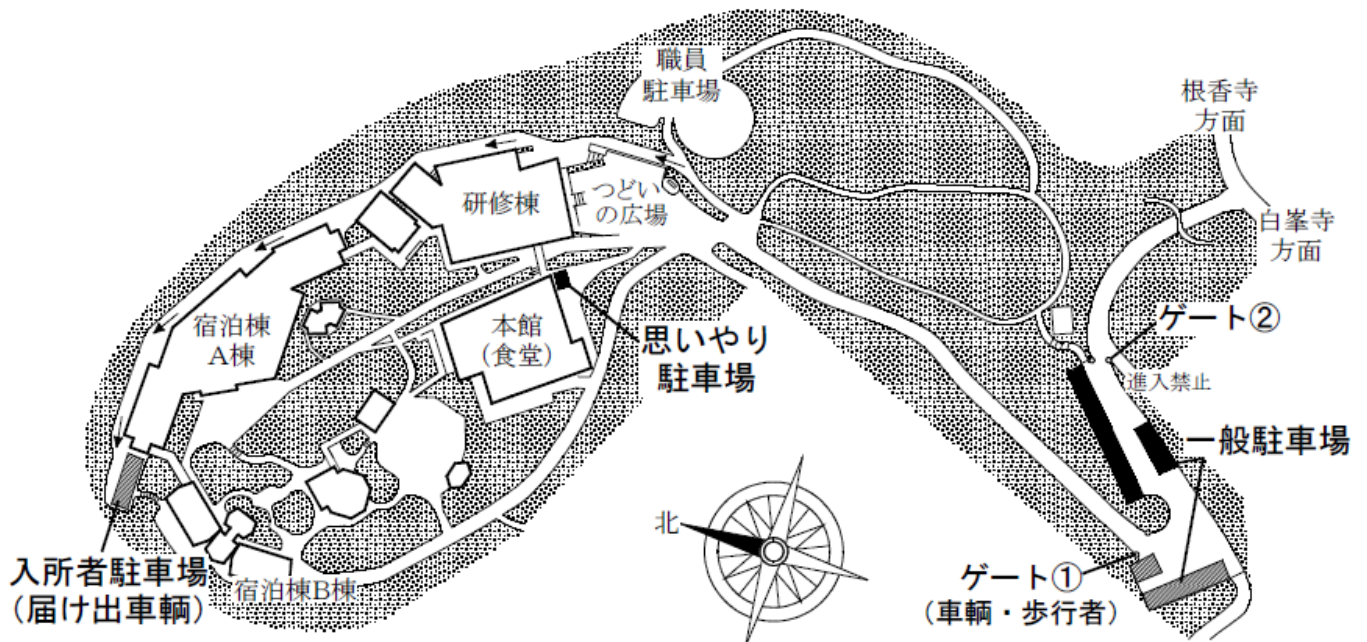 職員
駐車場
根香寺
方面
白峯寺
方面
研修棟
つどい
の広場
宿泊棟
A棟
本館
(食堂)
思いやり
駐車場
ゲート②
進入禁止
一般駐車場
北
入所者駐車場
(届け出車輌)
宿泊棟B棟
ゲート①
(車輌・歩行者)